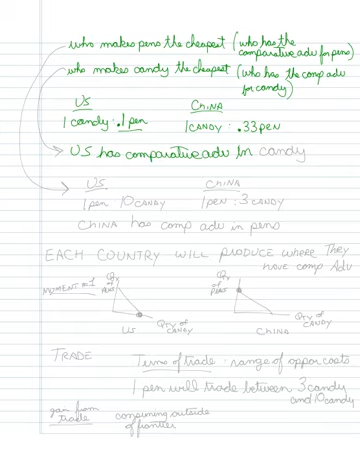 who makes pens the cheapest (who has the
comparative adv for pens)
who makes candy the cheapest (who has the comp adv
for candy)
US CHINA
1 candy : .1 pen 1 CANDY : .33 PEN
US has comparative adv in candy
US CHINA
1 pen : 10 CANDY 1 pen : 3 CANDY
CHINA has comp adv in pens
EACH COUNTRY WILL PRODUCE WHERE THEY
HAVE COMP ADV
MOMENT #1 Qty of PENS Qty of PENS
US Qty of CANDY CHINA Qty of CANDY
TRADE Terms of trade : range of oppor costs
1 pen will trade between 3 candy
and 10 candy
gain from trade consuming outside
of frontier